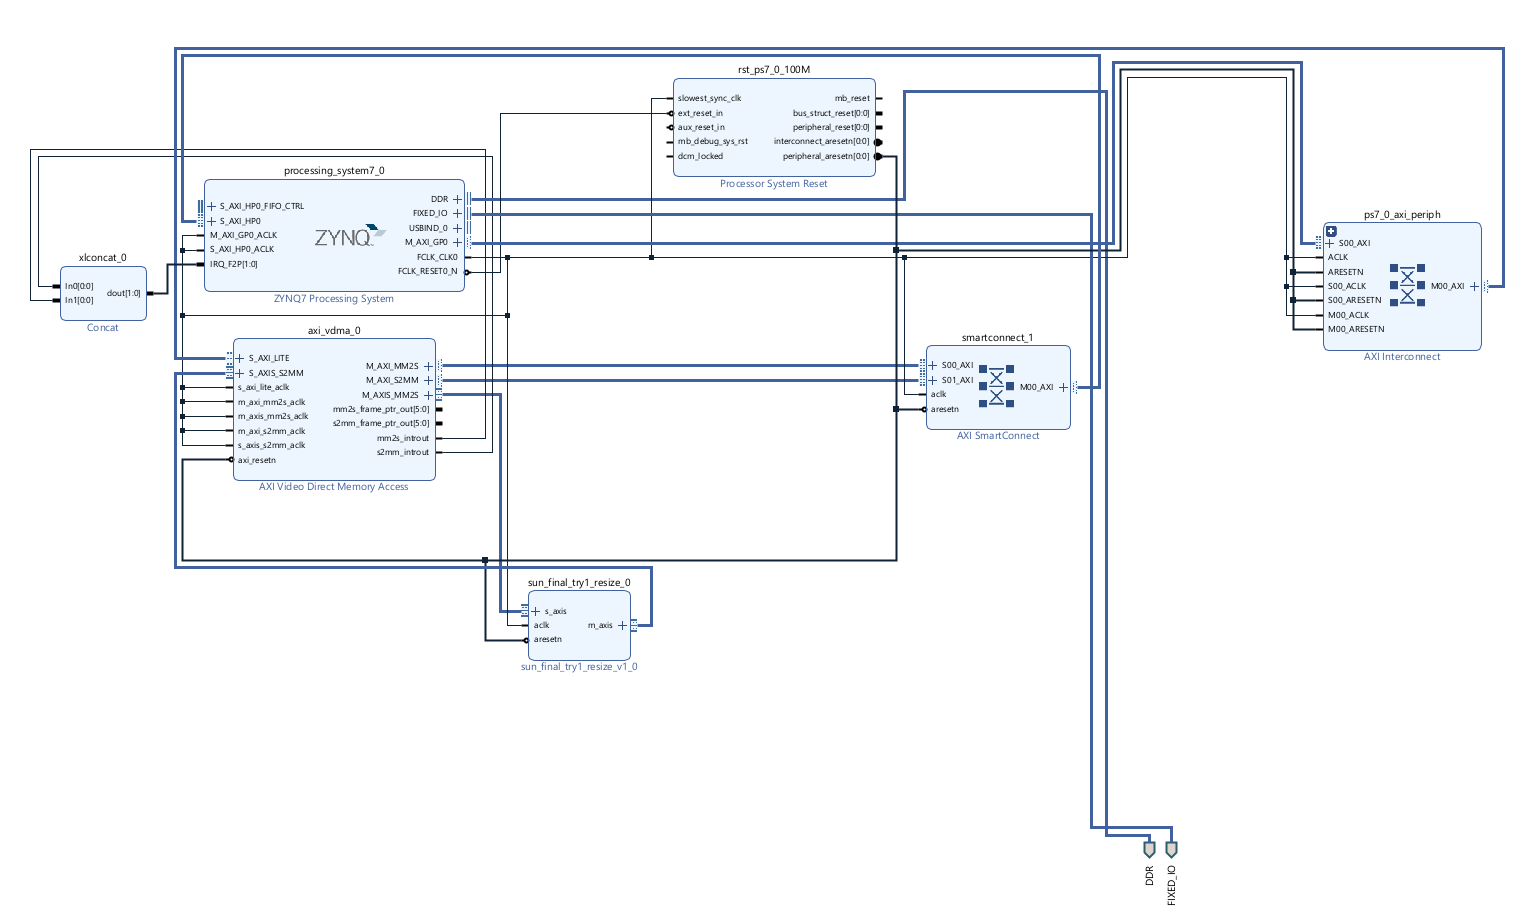 rst_ps7_0_100M
slowest_sync_clk
ext_reset_in
aux_reset_in
mb_debug_sys_rst
dcm_locked
mb_reset
bus_struct_reset[0:0]
peripheral_reset[0:0]
interconnect_aresetn[0:0]
peripheral_aresetn[0:0]
Processor System Reset
processing_system7_0
S_AXI_HP0_FIFO_CTRL
S_AXI_HP0
M_AXI_GP0_ACLK
S_AXI_HP0_ACLK
IRQ_F2P[1:0]
ZYNQ
DDR
FIXED_IO
USBIND_0
M_AXI_GP0
FCLK_CLK0
FCLK_RESET0_N
ZYNQ7 Processing System
xlconcat_0
In0[0:0]
In1[0:0]
dout[1:0]
Concat
ps7_0_axi_periph
S00_AXI
ACLK
ARESETN
S00_ACLK
S00_ARESETN
M00_ACLK
M00_ARESETN
M00_AXI
AXI Interconnect
axi_vdma_0
S_AXI_LITE
S_AXIS_S2MM
s_axi_lite_aclk
m_axi_mm2s_aclk
m_axis_mm2s_aclk
m_axi_s2mm_aclk
s_axis_s2mm_aclk
axi_resetn
M_AXI_MM2S
M_AXI_S2MM
M_AXIS_MM2S
mm2s_frame_ptr_out[5:0]
s2mm_frame_ptr_out[5:0]
mm2s_introut
s2mm_introut
AXI Video Direct Memory Access
smartconnect_1
S00_AXI
S01_AXI
aclk
aresetn
M00_AXI
AXI SmartConnect
sun_final_try1_resize_0
s_axis
aclk
aresetn
m_axis
sun_final_try1_resize_v1_0
DDR
FIXED_IO